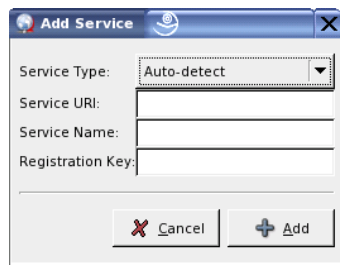 Add Service
Service Type: Auto-detect
Service URI:
Service Name:
Registration Key:
Cancel Add